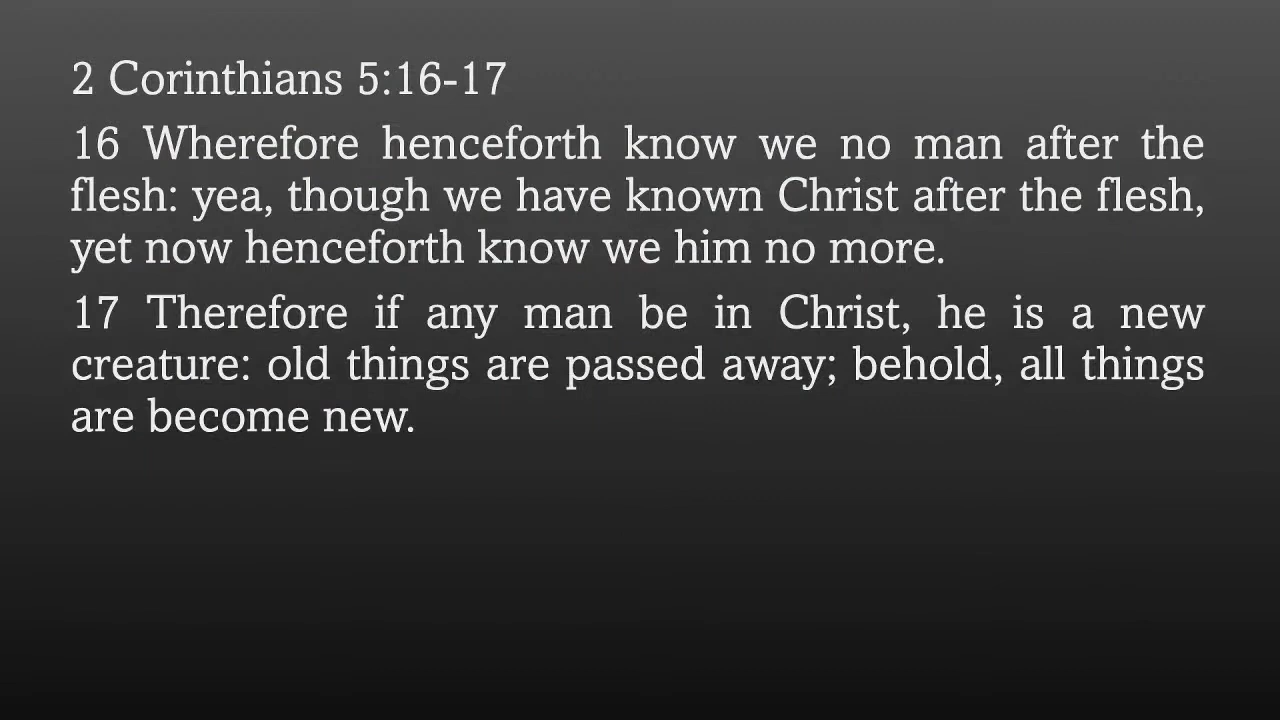 2 Corinthians 5:16-17
16 Wherefore henceforth know we no man after the
flesh: yea, though we have known Christ after the flesh,
yet now henceforth know we him no more.
17 Therefore if any man be in Christ, he is a new
creature: old things are passed away; behold, all things
are become new.